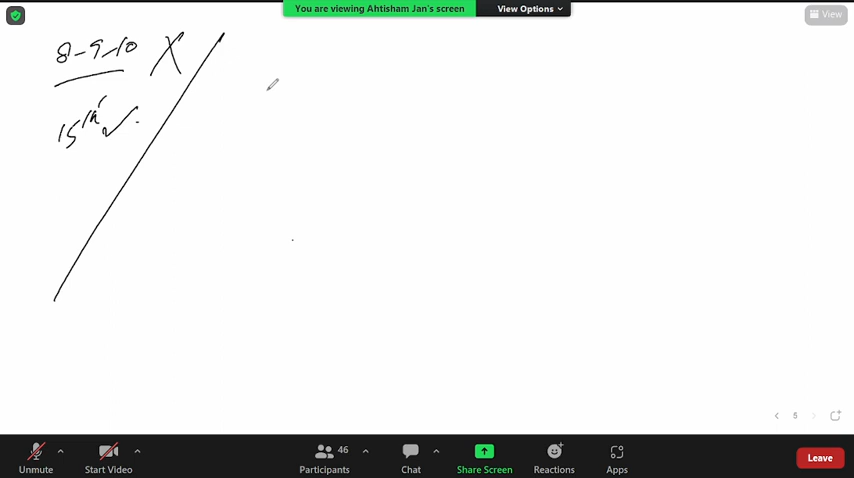 You are viewing Ahtisham Jan's screen
View Options
View
8-9-10 X
15th ✓
5
Unmute
Start Video
46
Participants
Chat
Share Screen
Reactions
Apps
Leave